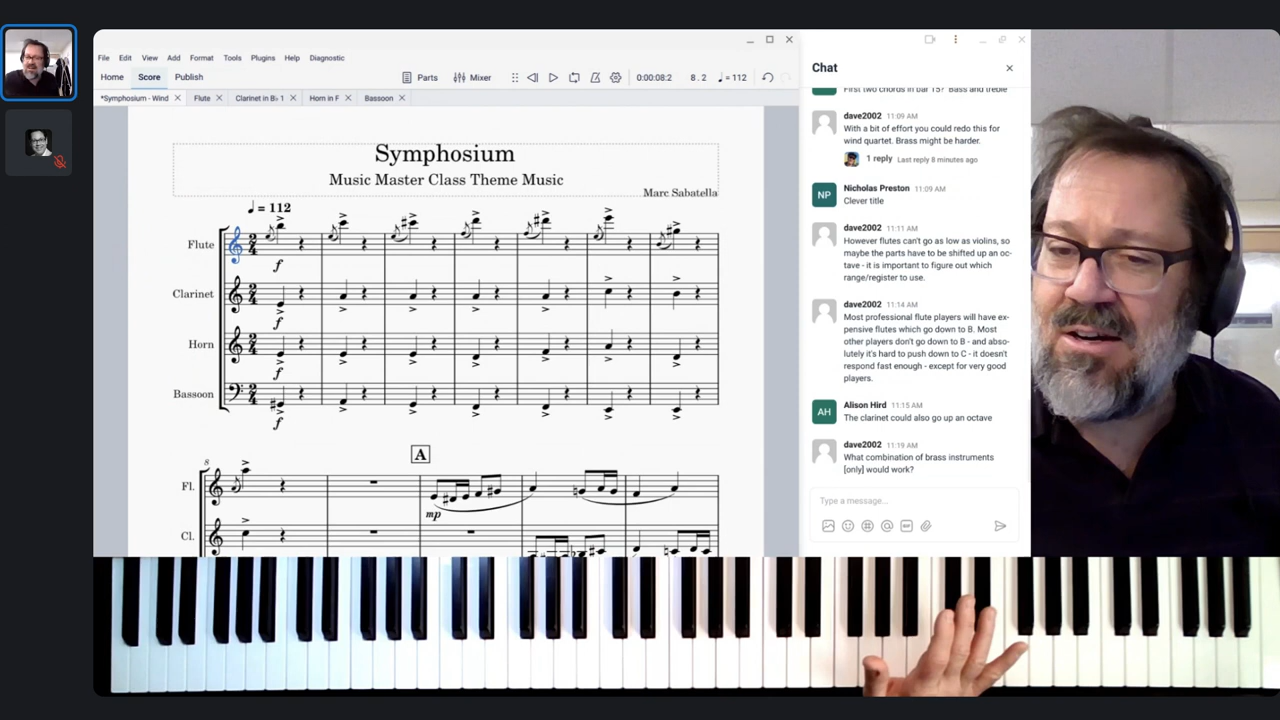 File Edit View Add Format Tools Plugins Help Diagnostic
Home Score Publish
Parts Mixer 0:00:08:2 8 . 2 = 112
*Symphosium - Wind Flute Clarinet in B♭ 1 Horn in F Bassoon
Symphosium
Music Master Class Theme Music
Marc Sabatella
= 112
Flute
f
Clarinet
f
Horn
f
Bassoon
f
8
A
Fl.
mp
Cl.
Chat
First two chords in bar 15? Bass and treble
dave2002 11:09 AM
With a bit of effort you could redo this for
wind quartet. Brass might be harder.
1 reply Last reply 8 minutes ago
NP
Nicholas Preston 11:09 AM
Clever title
dave2002 11:11 AM
However flutes can't go as low as violins, so
maybe the parts have to be shifted up an oc-
tave - it is important to figure out which
range/register to use.
dave2002 11:14 AM
Most professional flute players will have ex-
pensive flutes which go down to B. Most
other players don't go down to B - and abso-
lutely it's hard to push down to C - it doesn't
respond fast enough - except for very good
players.
AH
Alison Hird 11:15 AM
The clarinet could also go up an octave
dave2002 11:19 AM
What combination of brass instruments
[only] would work?
Type a message...
GIF